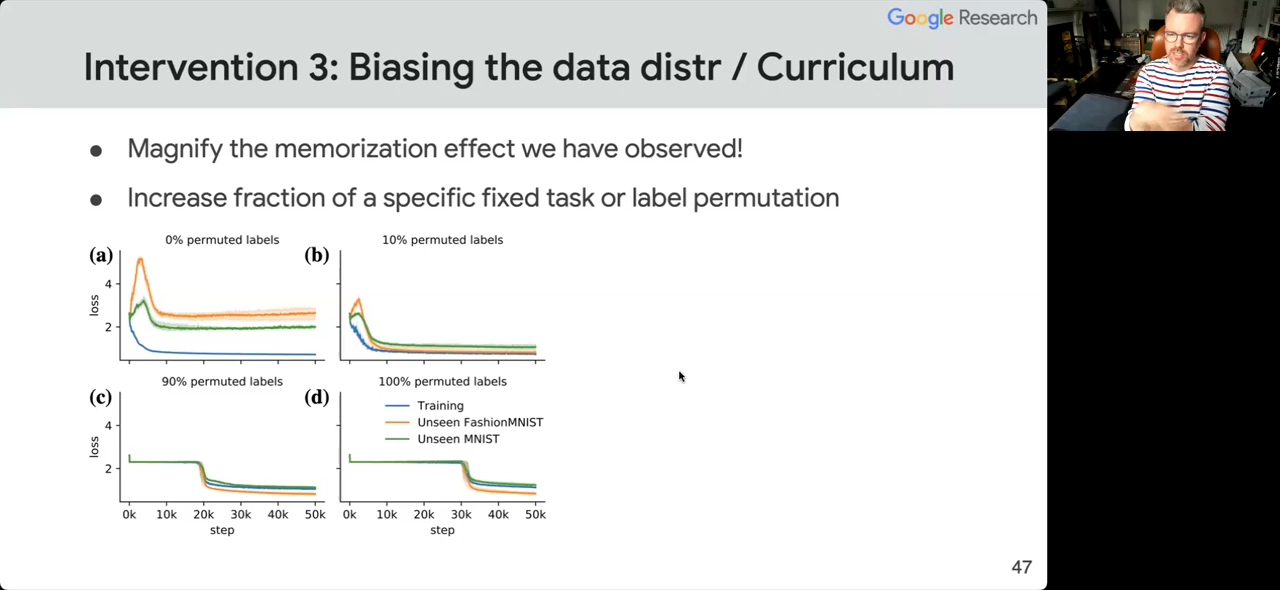 Google Research
Intervention 3: Biasing the data distr / Curriculum
● Magnify the memorization effect we have observed!
● Increase fraction of a specific fixed task or label permutation
(a)
0% permuted labels
loss
4
2
(b)
10% permuted labels
(c)
90% permuted labels
loss
4
2
0k 10k 20k 30k 40k 50k
step
(d)
100% permuted labels
Training
Unseen FashionMNIST
Unseen MNIST
0k 10k 20k 30k 40k 50k
step
47